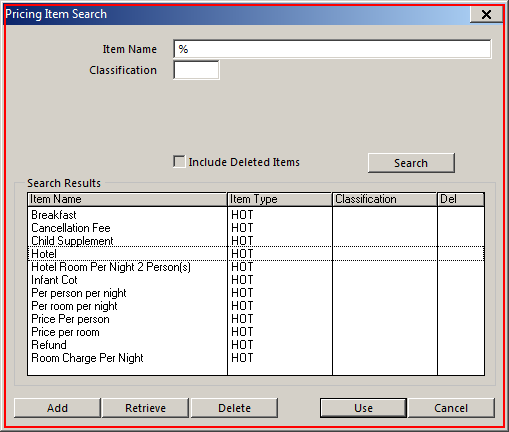 Pricing Item Search
Item Name %
Classification
Include Deleted Items Search
Search Results
Item Name Item Type Classification Del
Breakfast HOT
Cancellation Fee HOT
Child Supplement HOT
Hotel HOT
Hotel Room Per Night 2 Person(s) HOT
Infant Cot HOT
Per person per night HOT
Per room per night HOT
Price Per person HOT
Price per room HOT
Refund HOT
Room Charge Per Night HOT
Add Retrieve Delete Use Cancel